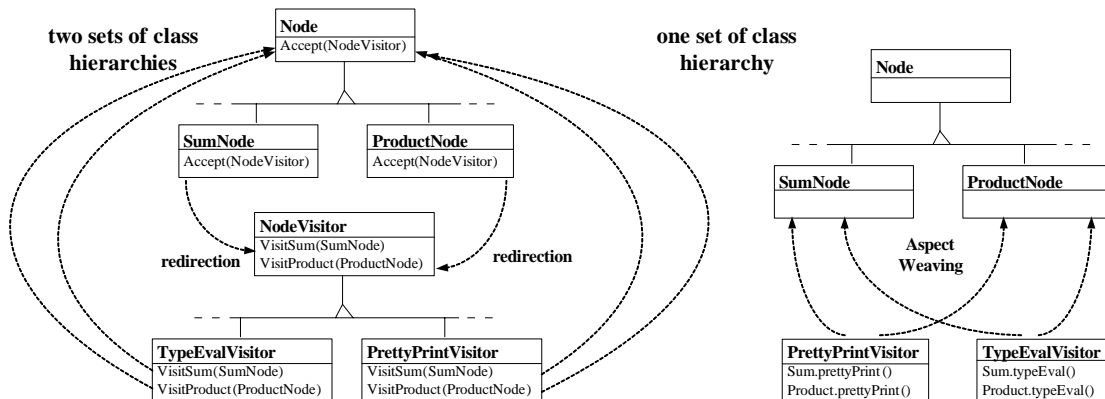 two sets of class
hierarchies
Node
Accept(NodeVisitor)
SumNode
Accept(NodeVisitor)
ProductNode
Accept(NodeVisitor)
NodeVisitor
VisitSum(SumNode)
VisitProduct(ProductNode)
redirection
redirection
TypeEvalVisitor
VisitSum(SumNode)
VisitProduct(ProductNode)
PrettyPrintVisitor
VisitSum(SumNode)
VisitProduct(ProductNode)
one set of class
hierarchy
Node
SumNode
ProductNode
Aspect
Weaving
PrettyPrintVisitor
Sum.prettyPrint()
Product.prettyPrint()
TypeEvalVisitor
Sum.typeEval()
Product.typeEval()